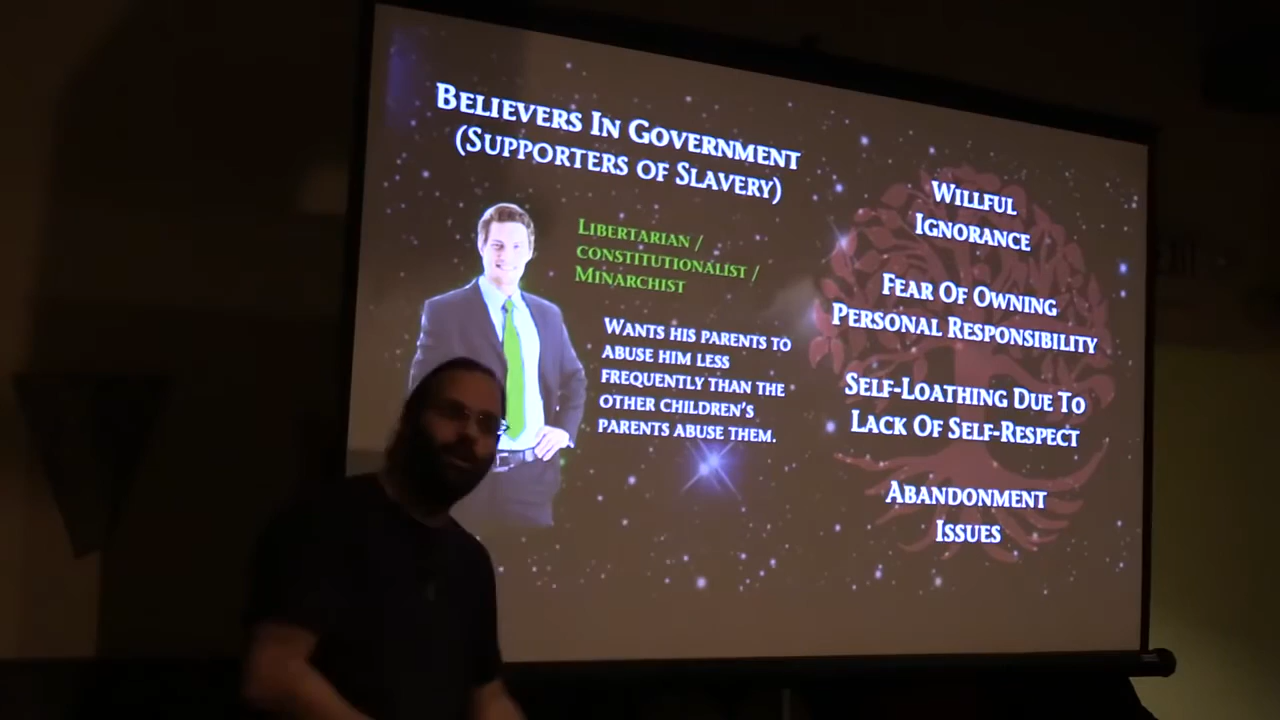 Believers In Government
(Supporters of Slavery)
Libertarian /
constitutionalist /
Minarchist
Wants his parents to
abuse him less
frequently than the
other children's
parents abuse them.
Willful
Ignorance
Fear Of Owning
Personal Responsibility
Self-Loathing Due To
Lack Of Self-Respect
Abandonment
Issues